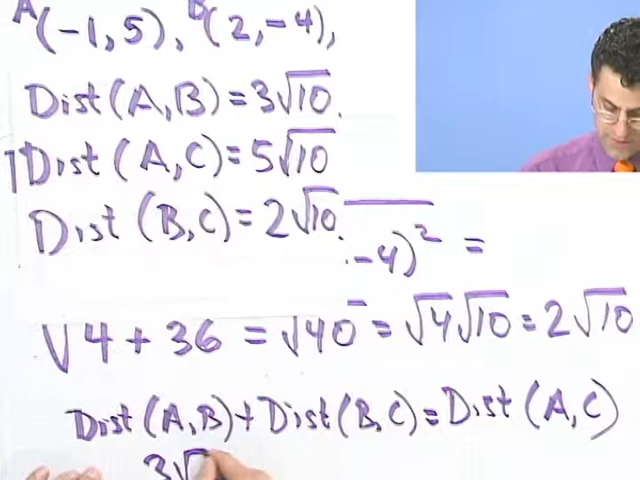 A(-1, 5), B(2, -4),
Dist(A,B) = 3√10.
Dist(A,C) = 5√10
Dist(B,C) = 2√10.
-4)² =
√4 + 36 = √40 = √4√10 = 2√10
Dist(A,B) + Dist(B,C) = Dist(A,C)
3√